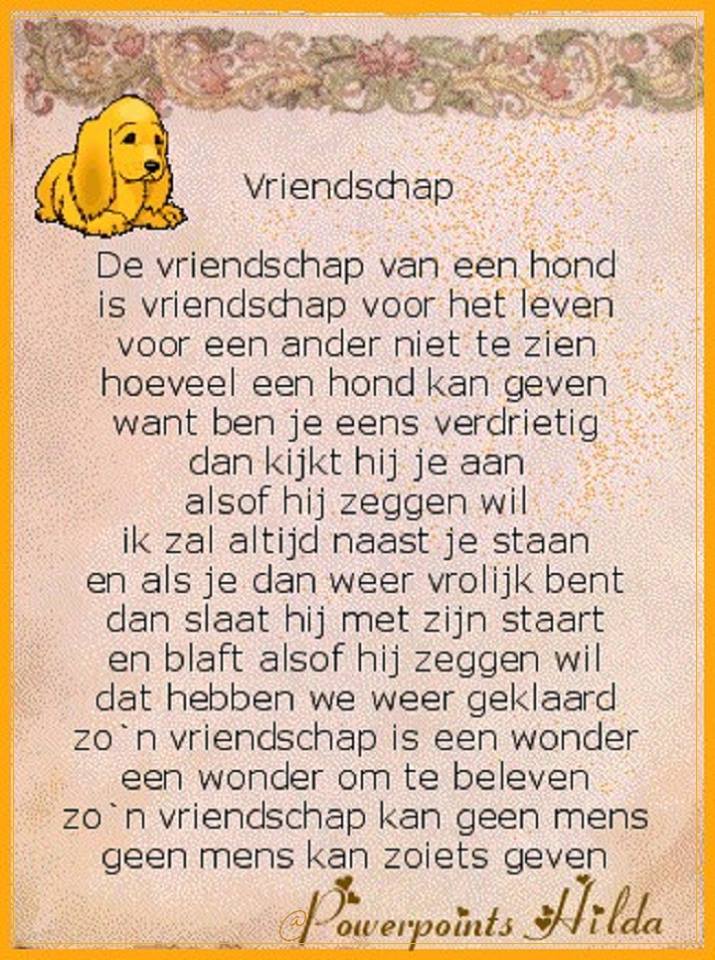 Vriendschap
De vriendschap van een hond
is vriendschap voor het leven
voor een ander niet te zien
hoeveel een hond kan geven
want ben je eens verdrietig
dan kijkt hij je aan
alsof hij zeggen wil
ik zal altijd naast je staan
en als je dan weer vrolijk bent
dan slaat hij met zijn staart
en blaft alsof hij zeggen wil
dat hebben we weer geklaard
zo`n vriendschap is een wonder
een wonder om te beleven
zo`n vriendschap kan geen mens
geen mens kan zoiets geven
@Powerpoints Hilda